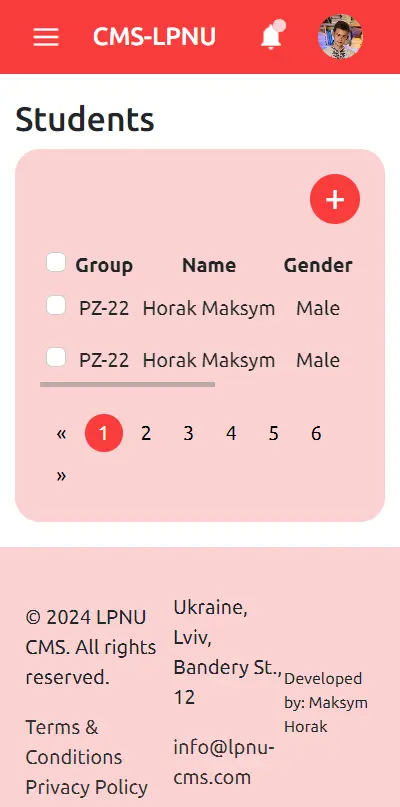 CMS-LPNU
Students
+
Group Name Gender
PZ-22 Horak Maksym Male
PZ-22 Horak Maksym Male
« 1 2 3 4 5 6
»
© 2024 LPNU
CMS. All rights
reserved.
Terms &
Conditions
Privacy Policy
Ukraine,
Lviv,
Bandery St.,
12
info@lpnu-
cms.com
Developed
by: Maksym
Horak